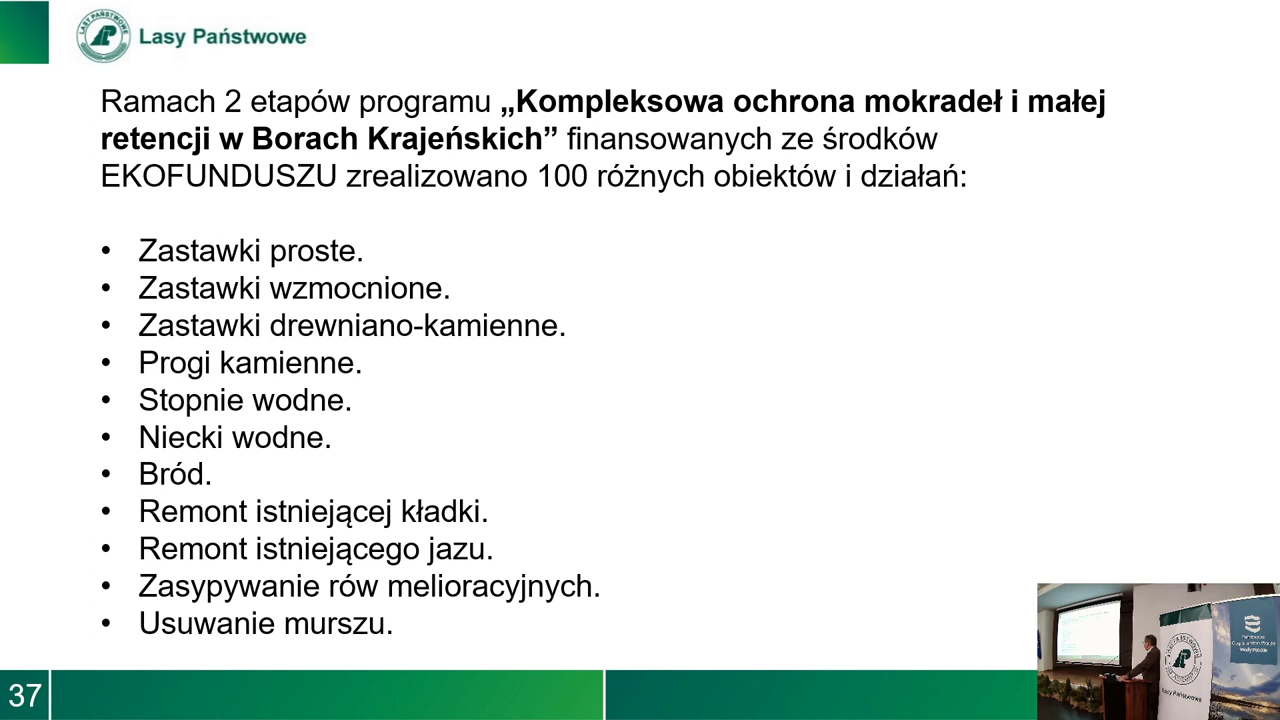 Lasy Państwowe
Ramach 2 etapów programu „Kompleksowa ochrona mokradeł i małej
retencji w Borach Krajeńskich” finansowanych ze środków
EKOFUNDUSZU zrealizowano 100 różnych obiektów i działań:
• Zastawki proste.
• Zastawki wzmocnione.
• Zastawki drewniano-kamienne.
• Progi kamienne.
• Stopnie wodne.
• Niecki wodne.
• Bród.
• Remont istniejącej kładki.
• Remont istniejącego jazu.
• Zasypywanie rów melioracyjnych.
• Usuwanie murszu.
37
Lasy Państwowe